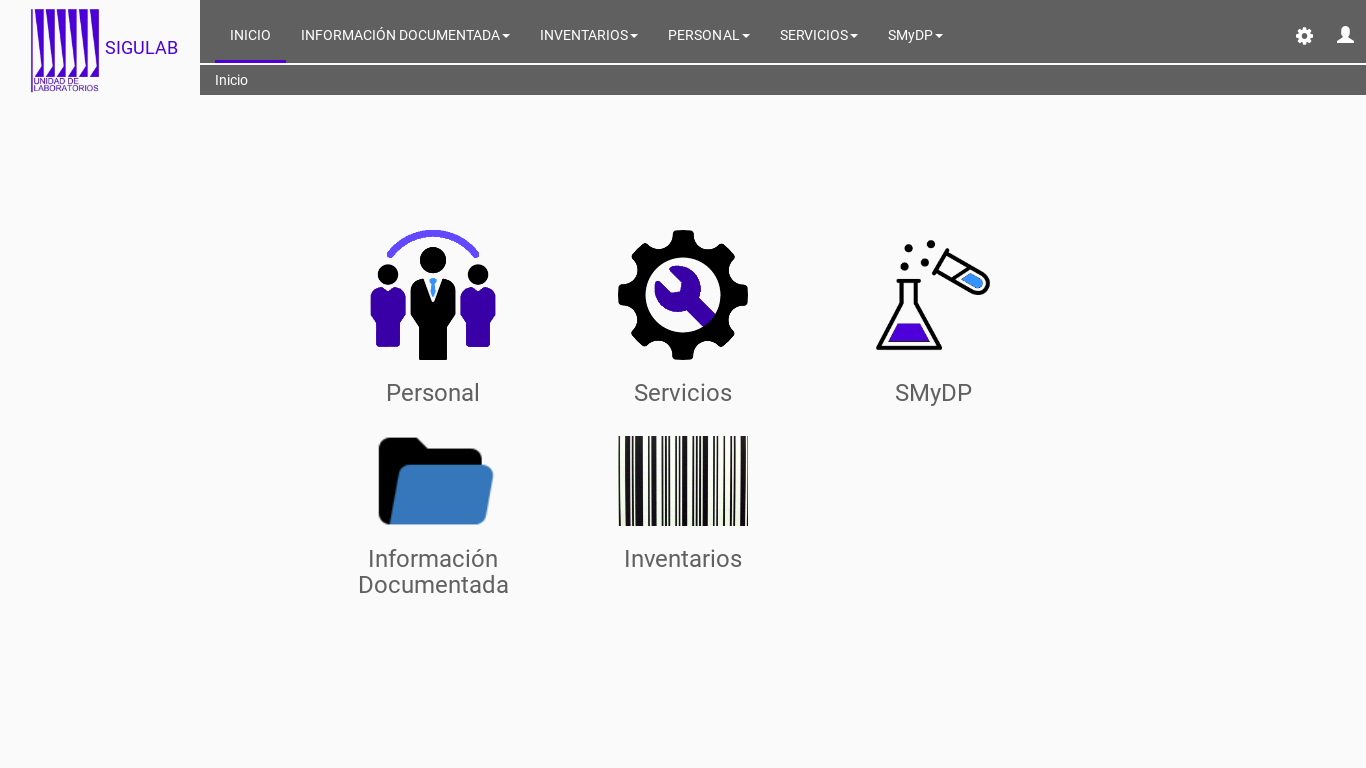 UNIDAD DE
LABORATORIOS
SIGULAB
INICIO
INFORMACIÓN DOCUMENTADA
INVENTARIOS
PERSONAL
SERVICIOS
SMyDP
Inicio
Personal
Servicios
SMyDP
Información
Documentada
Inventarios